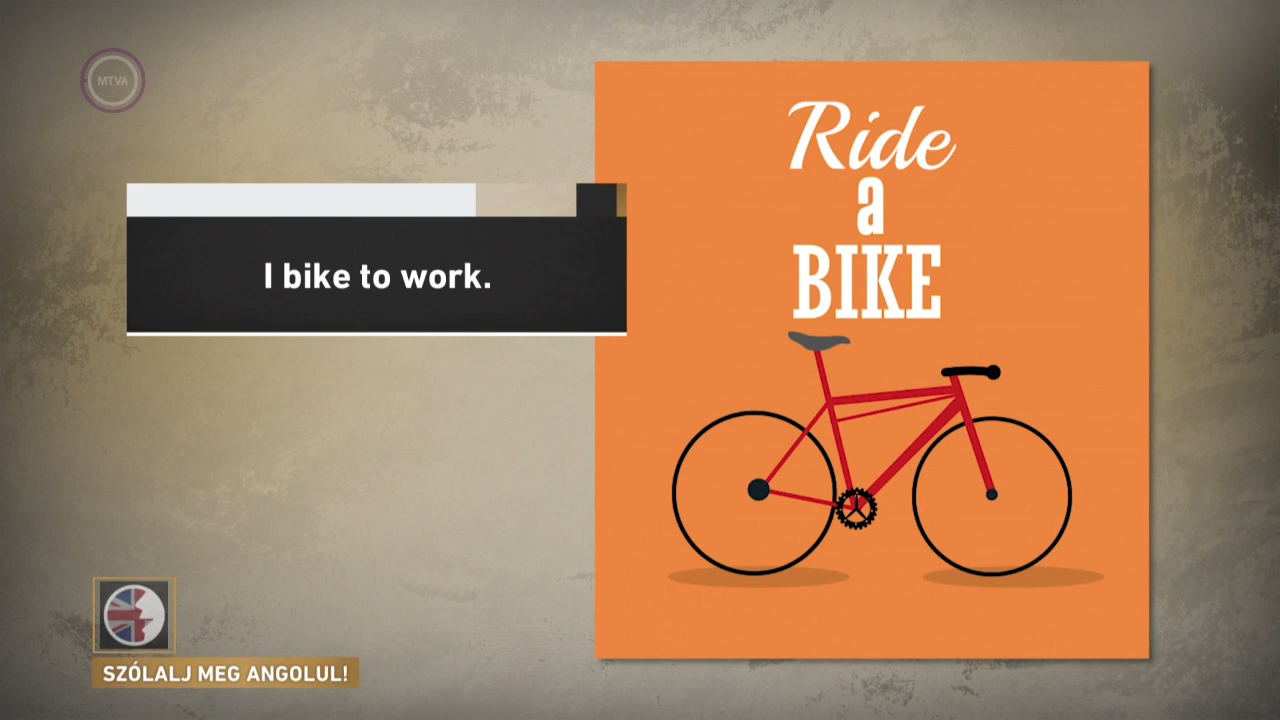 MTVA
I bike to work.
Ride
a
BIKE
SZÓLALJ MEG ANGOLUL!